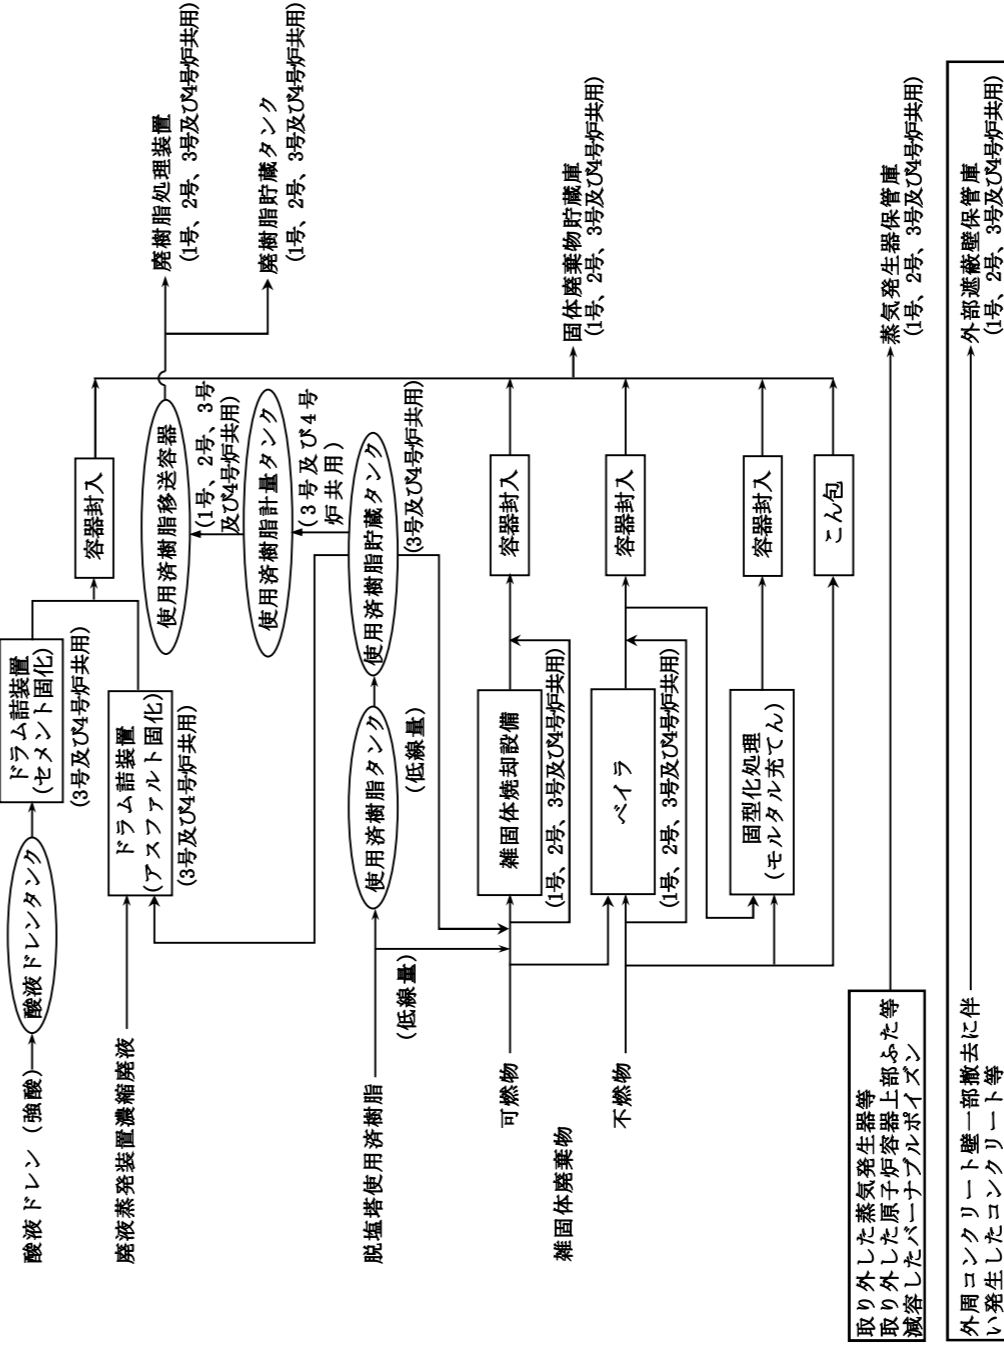 酸液ドレン（強酸）
酸液ドレンタンク
ドラム詰装置
(セメント固化)
(3号及び4号炉共用)
廃液蒸発装置濃縮廃液
ドラム詰装置
(アスファルト固化)
(3号及び4号炉共用)
容器封入
脱塩塔使用済樹脂
(低線量)
使用済樹脂タンク
(低線量)
使用済樹脂貯蔵タンク
(3号及び4号炉共用)
使用済樹脂計量タンク
(3号及び4号
炉共用)
使用済樹脂移送容器
(1号、2号、3号
及び4号炉共用)
廃樹脂処理装置
(1号、2号、3号及び4号炉共用)
廃樹脂貯蔵タンク
(1号、2号、3号及び4号炉共用)
雑固体廃棄物
可燃物
雑固体焼却設備
(1号、2号、3号及び4号炉共用)
容器封入
不燃物
ベイラ
(1号、2号、3号及び4号炉共用)
容器封入
固型化処理
(モルタル充てん)
容器封入
こん包
固体廃棄物貯蔵庫
(1号、2号、3号及び4号炉共用)
取り外した蒸気発生器等
取り外した原子炉容器上部ふた等
減容したバーナブルポイズン
蒸気発生器保管庫
(1号、2号、3号及び4号炉共用)
外周コンクリート壁一部撤去に伴
い発生したコンクリート等
外部遮蔽壁保管庫
(1号、2号、3号及び4号炉共用)